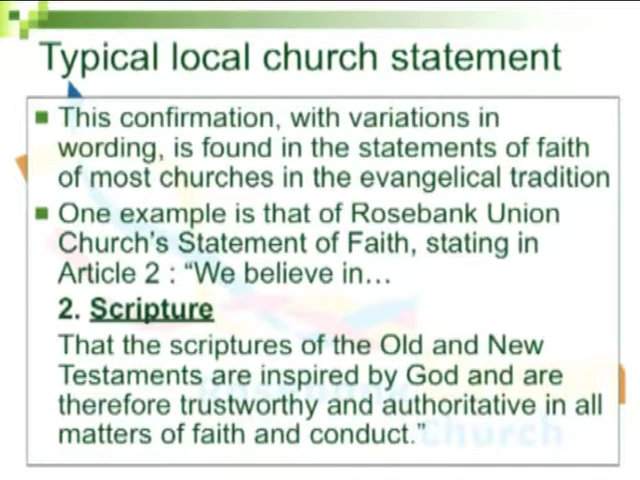 Typical local church statement
This confirmation, with variations in
wording, is found in the statements of faith
of most churches in the evangelical tradition
One example is that of Rosebank Union
Church's Statement of Faith, stating in
Article 2 : “We believe in…
2. Scripture
That the scriptures of the Old and New
Testaments are inspired by God and are
therefore trustworthy and authoritative in all
matters of faith and conduct.”
Church